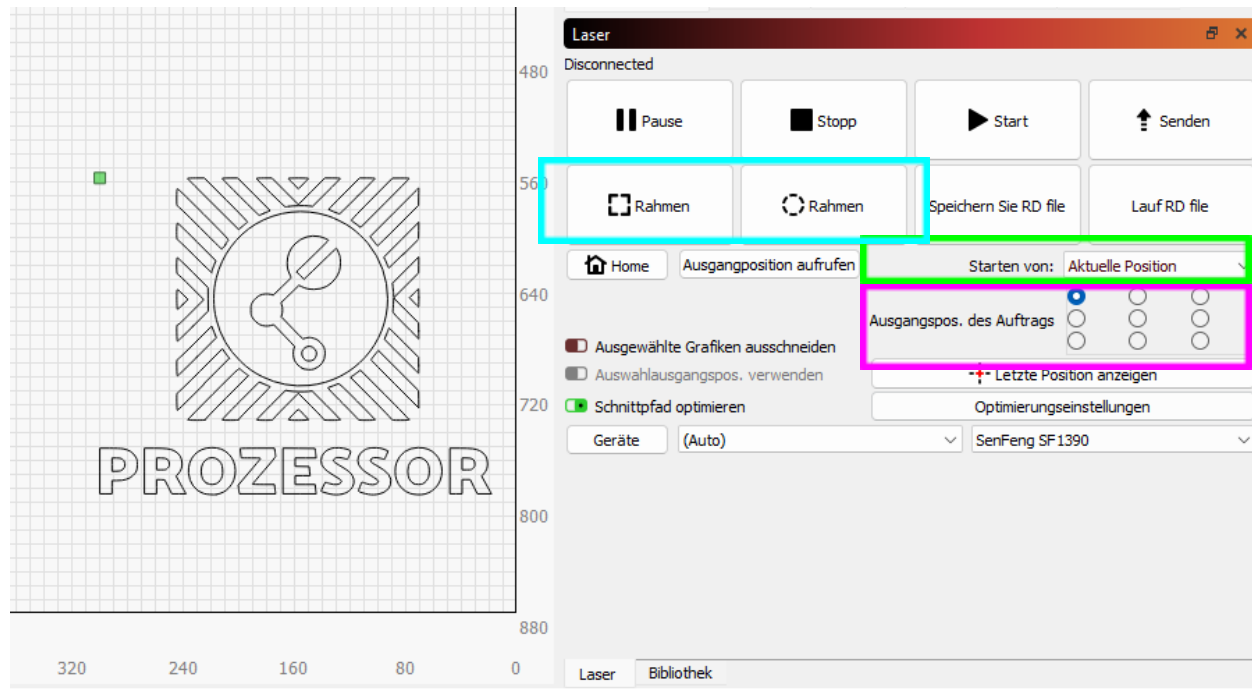 Laser
Disconnected
Pause
Stopp
Start
Senden
Rahmen
Rahmen
Speichern Sie RD file
Lauf RD file
Home
Ausgangposition aufrufen
Starten von:
Aktuelle Position
Ausgangspos. des Auftrags
Ausgewählte Grafiken ausschneiden
Auswahlausgangspos. verwenden
Letzte Position anzeigen
Schnittpfad optimieren
Optimierungseinstellungen
Geräte
(Auto)
SenFeng SF1390
Laser
Bibliothek
480
560
640
720
800
880
320
240
160
80
0
PROZESSOR